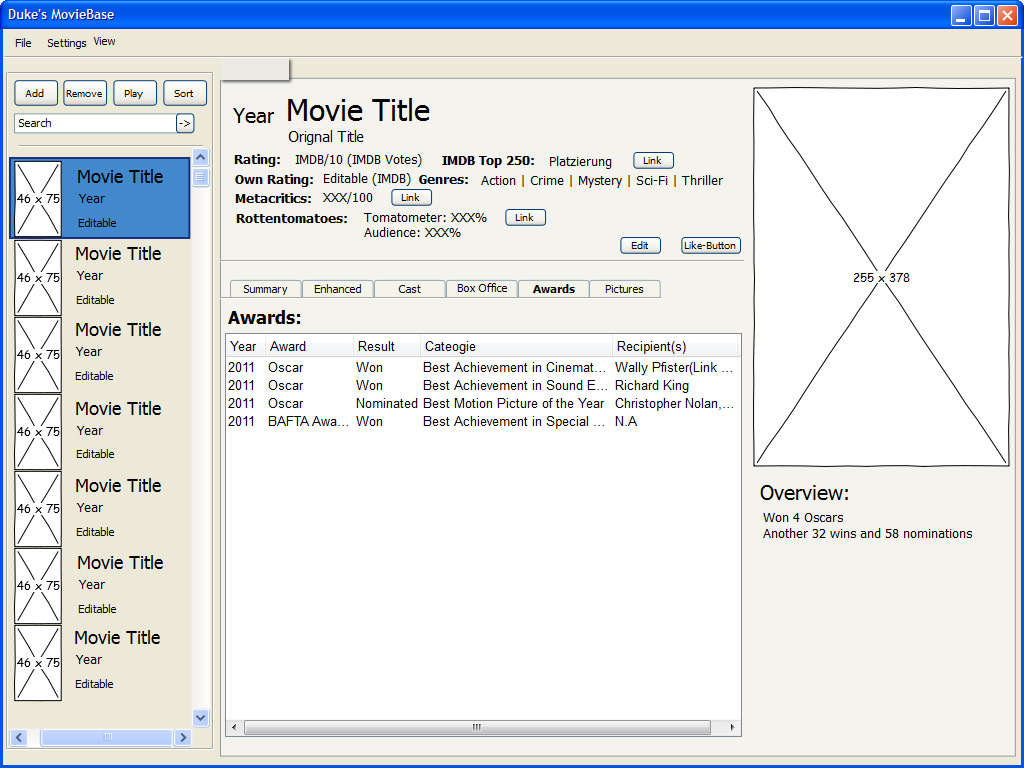 Duke's MovieBase
File Settings View
Add Remove Play Sort
Search ->
Movie Title
Year
Editable
46 x 75
Movie Title
Year
Editable
46 x 75
Movie Title
Year
Editable
46 x 75
Movie Title
Year
Editable
46 x 75
Movie Title
Year
Editable
46 x 75
Movie Title
Year
Editable
46 x 75
Movie Title
Year
Editable
46 x 75
Year Movie Title
Orignal Title
Rating: IMDB/10 (IMDB Votes) IMDB Top 250: Platzierung Link
Own Rating: Editable (IMDB) Genres: Action | Crime | Mystery | Sci-Fi | Thriller
Metacritics: XXX/100 Link
Rottentomatoes: Tomatometer: XXX% Link
Audience: XXX%
Edit Like-Button
Summary Enhanced Cast Box Office Awards Pictures
Awards:
Year Award Result Cateogie Recipient(s)
2011 Oscar Won Best Achievement in Cinemat... Wally Pfister(Link ...
2011 Oscar Won Best Achievement in Sound E... Richard King
2011 Oscar Nominated Best Motion Picture of the Year Christopher Nolan,...
2011 BAFTA Awa... Won Best Achievement in Special ... N.A
255 x 378
Overview:
Won 4 Oscars
Another 32 wins and 58 nominations